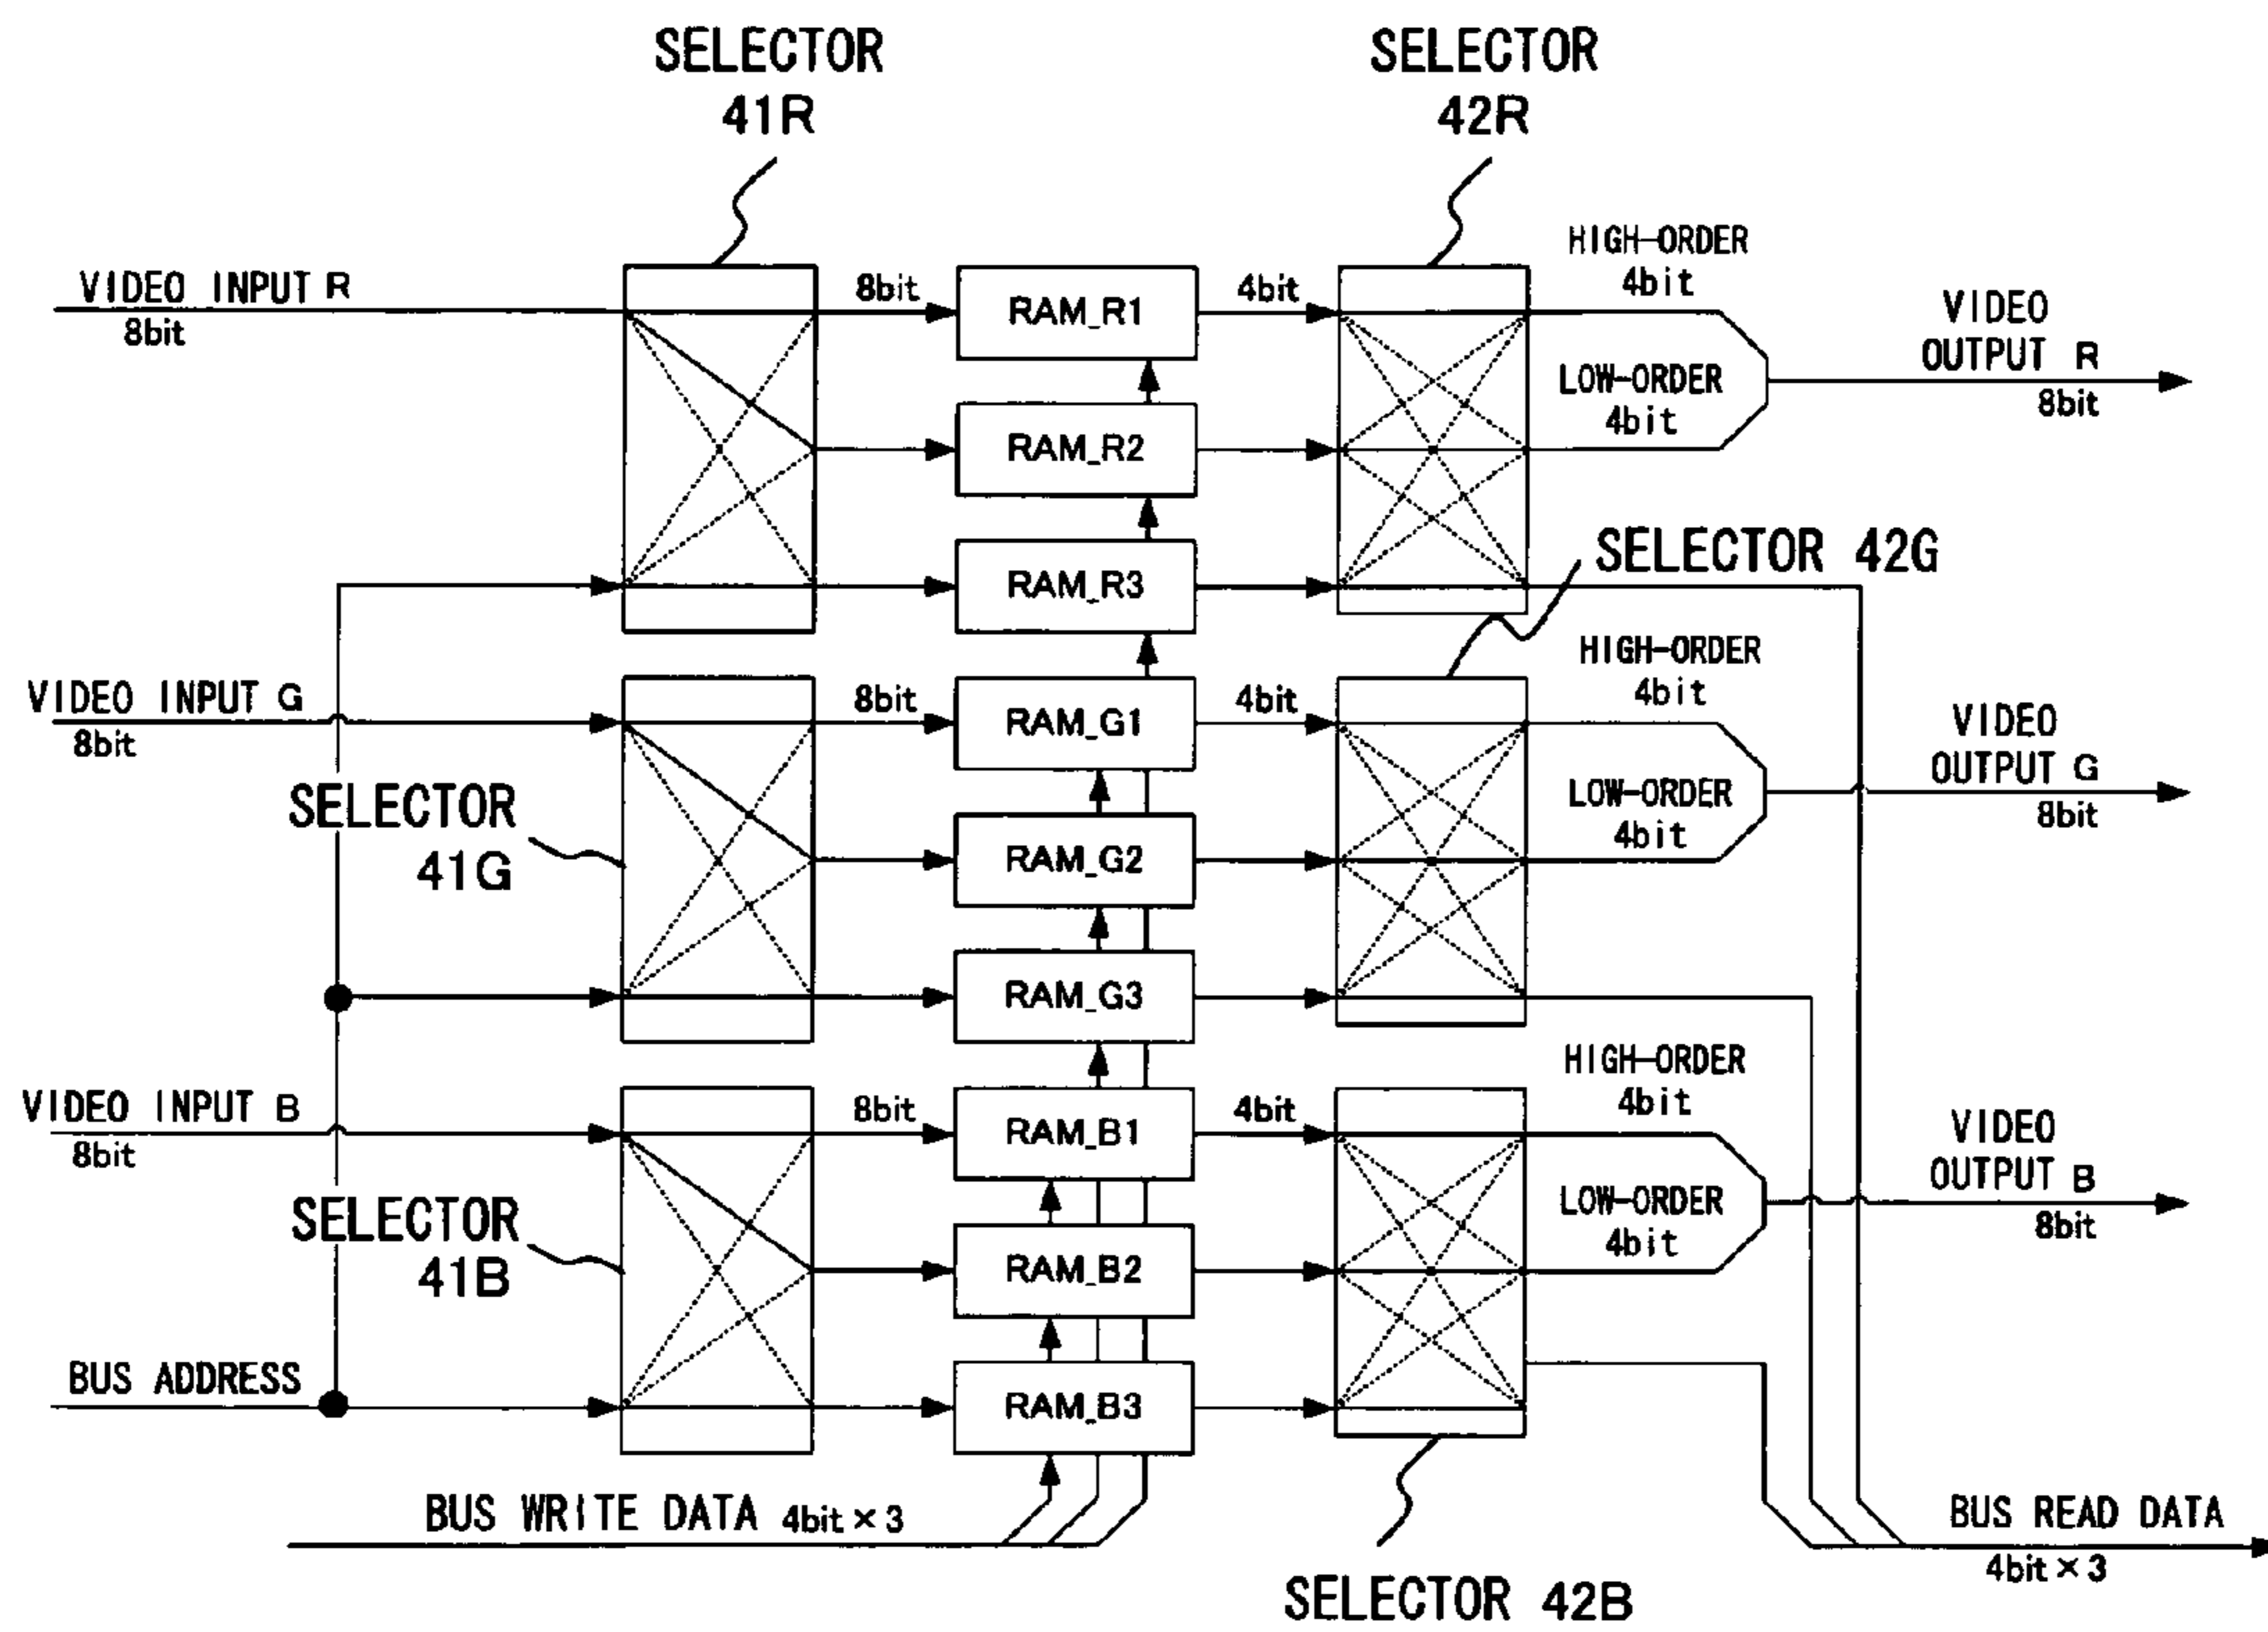 SELECTOR
41R
SELECTOR
42R
VIDEO INPUT R
8bit
8bit
RAM_R1
4bit
HIGH-ORDER
4bit
VIDEO
OUTPUT R
8bit
LOW-ORDER
4bit
RAM_R2
RAM_R3
SELECTOR 42G
VIDEO INPUT G
8bit
8bit
RAM_G1
4bit
HIGH-ORDER
4bit
VIDEO
OUTPUT G
8bit
LOW-ORDER
4bit
SELECTOR
41G
RAM_G2
RAM_G3
VIDEO INPUT B
8bit
8bit
RAM_B1
4bit
HIGH-ORDER
4bit
VIDEO
OUTPUT B
8bit
LOW-ORDER
4bit
SELECTOR
41B
RAM_B2
BUS ADDRESS
RAM_B3
BUS WRITE DATA 4bit × 3
BUS READ DATA
4bit × 3
SELECTOR 42B